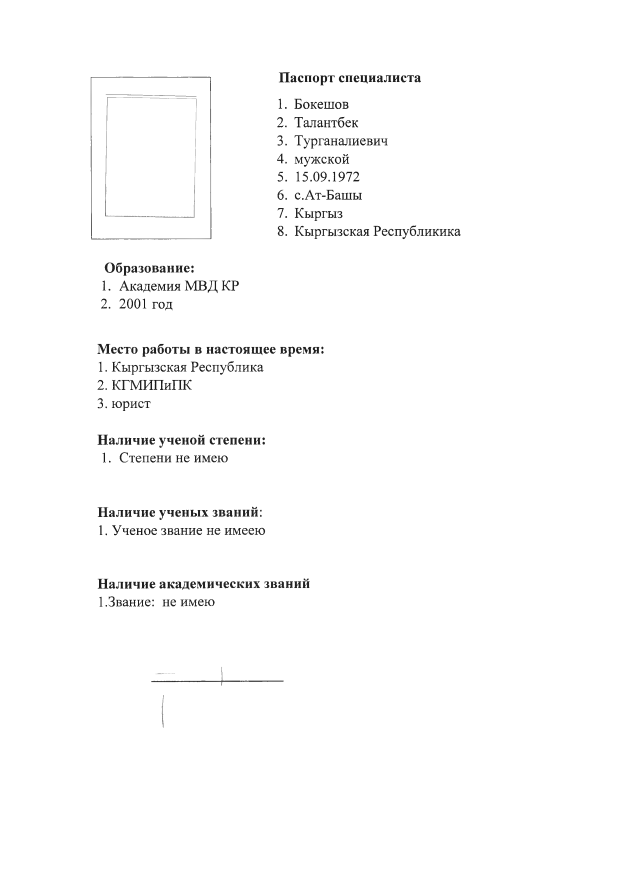 Паспорт специалиста
1. Бокешов
2. Талантбек
3. Турганалиевич
4. мужской
5. 15.09.1972
6. с.Ат-Башы
7. Кыргыз
8. Кыргызская Республикика
Образование:
1. Академия МВД КР
2. 2001 год
Место работы в настоящее время:
1. Кыргызская Республика
2. КГМИПиПК
3. юрист
Наличие ученой степени:
1. Степени не имею
Наличие ученых званий:
1. Ученое звание не имеею
Наличие академических званий
1.Звание: не имею